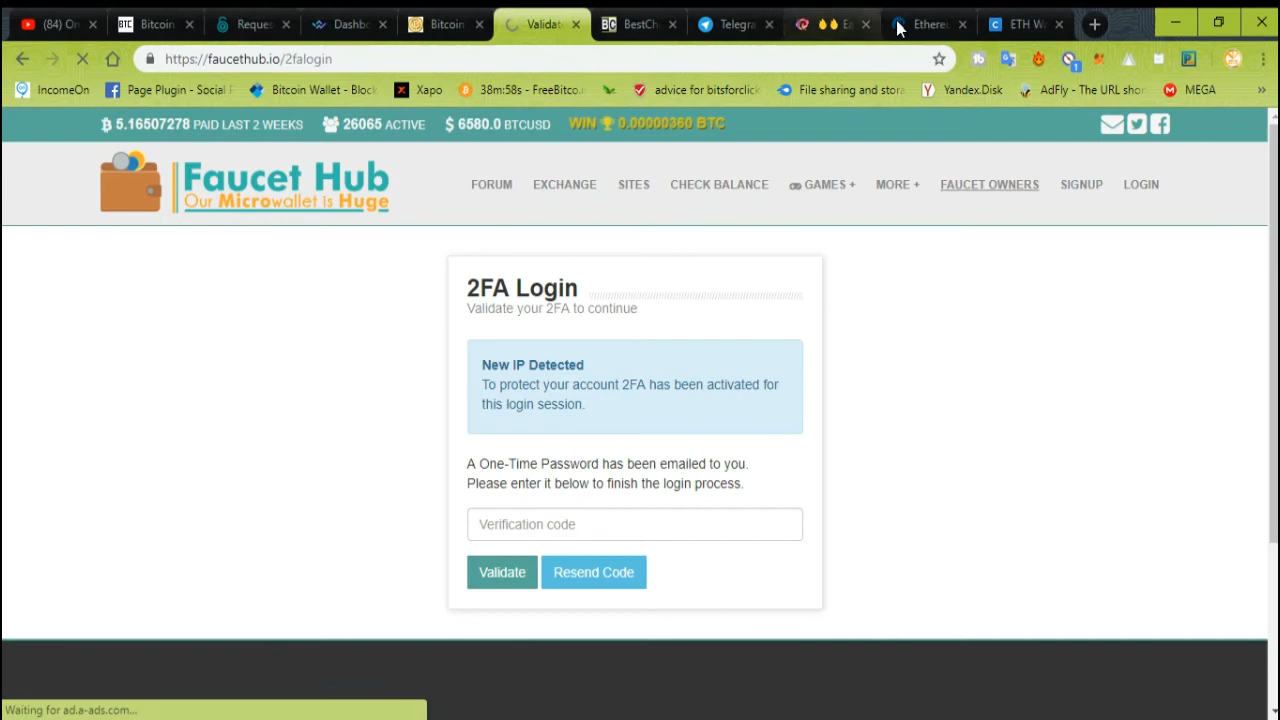 (84) On
Bitcoin
Reques
Dashbo
Bitcoin
Validat
BestCh
Telegra
Ethereu
ETH W
https://faucethub.io/2falogin
IncomeOn
Page Plugin - Social
Bitcoin Wallet - Block
Xapo
38m:58s - FreeBitco.
advice for bitsforclick
File sharing and stora
Yandex.Disk
AdFly - The URL shor
MEGA
5.16507278 PAID LAST 2 WEEKS
26065 ACTIVE
$ 6580.0 BTCUSD
WIN 0.00000360 BTC
Faucet Hub
Our Microwallet is Huge
FORUM
EXCHANGE
SITES
CHECK BALANCE
GAMES +
MORE +
FAUCET OWNERS
SIGNUP
LOGIN
2FA Login
Validate your 2FA to continue
New IP Detected
To protect your account 2FA has been activated for
this login session.
A One-Time Password has been emailed to you.
Please enter it below to finish the login process.
Verification code
Validate
Resend Code
Waiting for ad.a-ads.com...